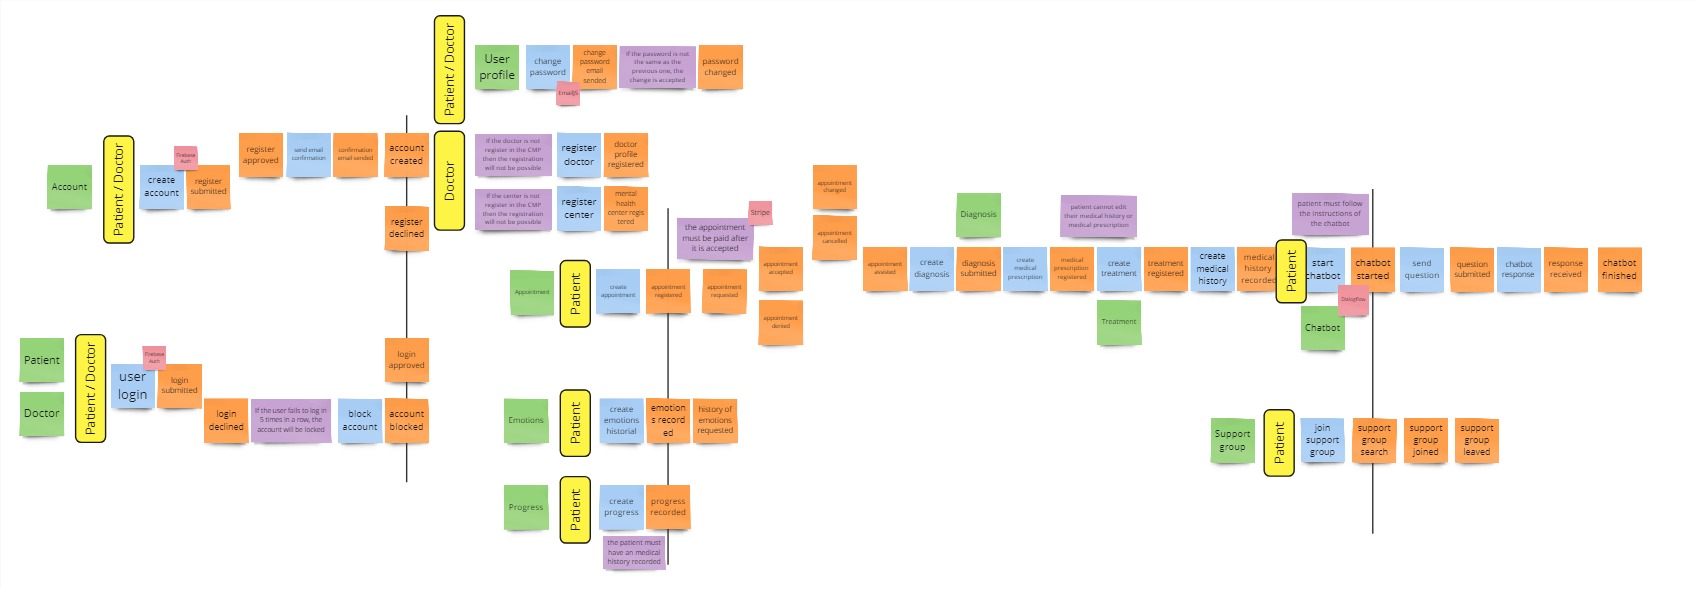 Patient / Doctor
User
profile
change
password
EmailJS
change
password
email
sended
If the password is not
the same as the
previous one, the
change is accepted
password
changed
Account
Patient / Doctor
create
account
Firebase
Auth
register
submitted
register
approved
send email
confirmation
confirmation
email sended
account
created
register
declined
Doctor
If the doctor is not
register in the CMP
then the registration
will not be possible
register
doctor
doctor
profile
registered
If the center is not
register in the CMP
then the registration
will not be possible
register
center
mental
health
center regis
tered
Appointment
Patient
create
appointment
appointment
registered
the appointment
must be paid after
it is accepted
Stripe
appointment
requested
appointment
accepted
appointment
denied
appointment
changed
appointment
cancelled
appointment
assisted
create
diagnosis
Diagnosis
diagnosis
submitted
create
medical
prescription
medical
prescription
registered
patient cannot edit
their medical history or
medical prescription
create
treatment
Treatment
treatment
registered
create
medical
history
medical
history
recorded
Patient
patient must follow
the instructions of
the chatbot
start
chatbot
Chatbot
Dialogflow
chatbot
started
send
question
question
submitted
chatbot
response
response
received
chatbot
finished
Patient
Doctor
Patient / Doctor
user
login
Firebase
Auth
login
submitted
login
declined
If the user fails to log in
5 times in a row, the
account will be locked
block
account
login
approved
account
blocked
Emotions
Patient
create
emotions
historial
emotion
s record
ed
history of
emotions
requested
Progress
Patient
create
progress
progress
recorded
the patient must
have an medical
history recorded
Support
group
Patient
join
support
group
support
group
search
support
group
joined
support
group
leaved